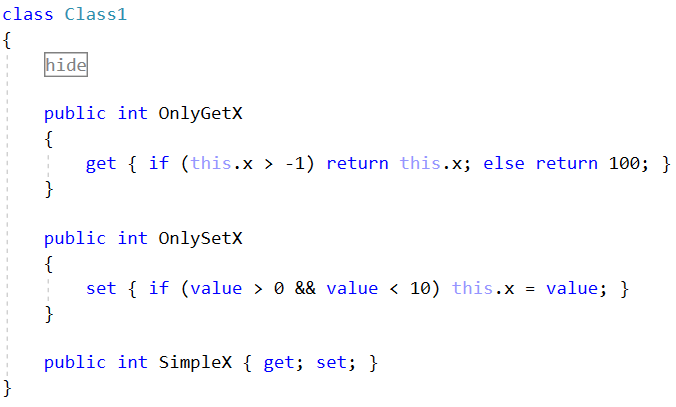 class Class1
{
hide
public int OnlyGetX
{
get { if (this.x > -1) return this.x; else return 100; }
}
public int OnlySetX
{
set { if (value > 0 && value < 10) this.x = value; }
}
public int SimpleX { get; set; }
}